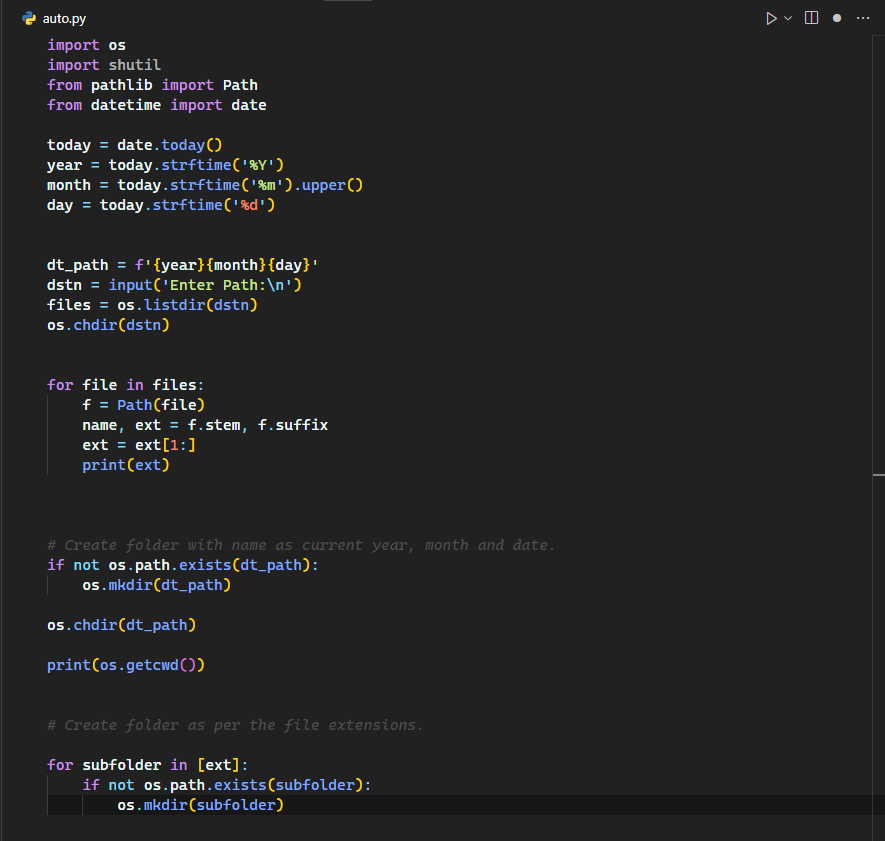 auto.py
import os
import shutil
from pathlib import Path
from datetime import date
today = date.today()
year = today.strftime('%Y')
month = today.strftime('%m').upper()
day = today.strftime('%d')
dt_path = f'{year}{month}{day}'
dstn = input('Enter Path:\n')
files = os.listdir(dstn)
os.chdir(dstn)
for file in files:
    f = Path(file)
    name, ext = f.stem, f.suffix
    ext = ext[1:]
    print(ext)
# Create folder with name as current year, month and date.
if not os.path.exists(dt_path):
    os.mkdir(dt_path)
os.chdir(dt_path)
print(os.getcwd())
# Create folder as per the file extensions.
for subfolder in [ext]:
    if not os.path.exists(subfolder):
        os.mkdir(subfolder)